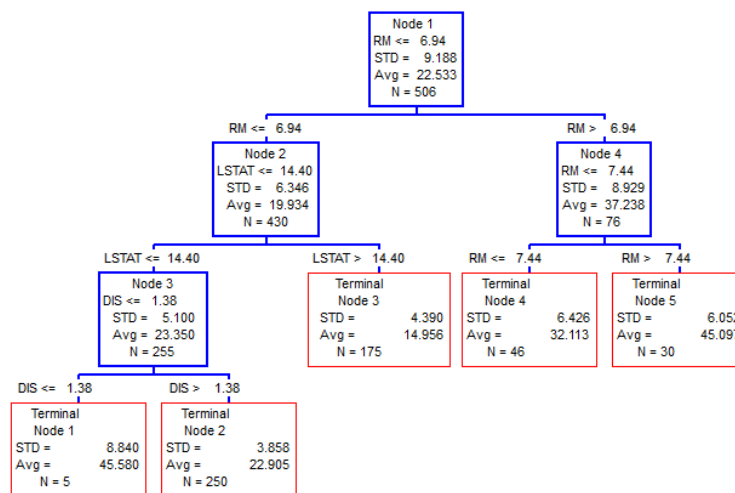 Node 1
RM <= 6.94
STD = 9.188
Avg = 22.533
N = 506
RM <= 6.94
RM > 6.94
Node 2
LSTAT <= 14.40
STD = 6.346
Avg = 19.934
N = 430
Node 4
RM <= 7.44
STD = 8.929
Avg = 37.238
N = 76
LSTAT <= 14.40
LSTAT > 14.40
RM <= 7.44
RM > 7.44
Node 3
DIS <= 1.38
STD = 5.100
Avg = 23.350
N = 255
Terminal
Node 3
STD = 4.390
Avg = 14.956
N = 175
Terminal
Node 4
STD = 6.426
Avg = 32.113
N = 46
Terminal
Node 5
STD = 6.052
Avg = 45.097
N = 30
DIS <= 1.38
DIS > 1.38
Terminal
Node 1
STD = 8.840
Avg = 45.580
N = 5
Terminal
Node 2
STD = 3.858
Avg = 22.905
N = 250